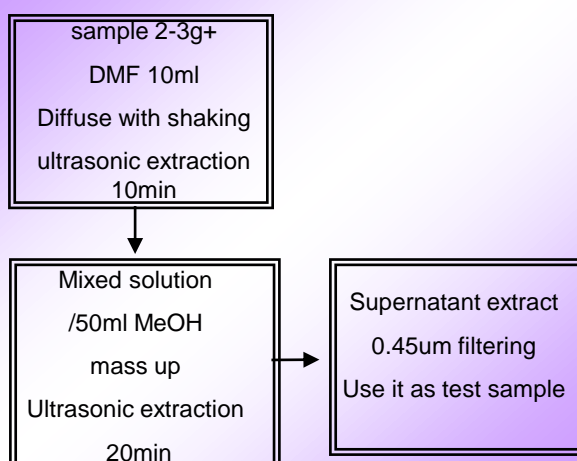 sample 2-3g+
DMF 10ml
Diffuse with shaking
ultrasonic extraction
10min
Mixed solution
/50ml MeOH
mass up
Ultrasonic extraction
20min
Supernatant extract
0.45um filtering
Use it as test sample